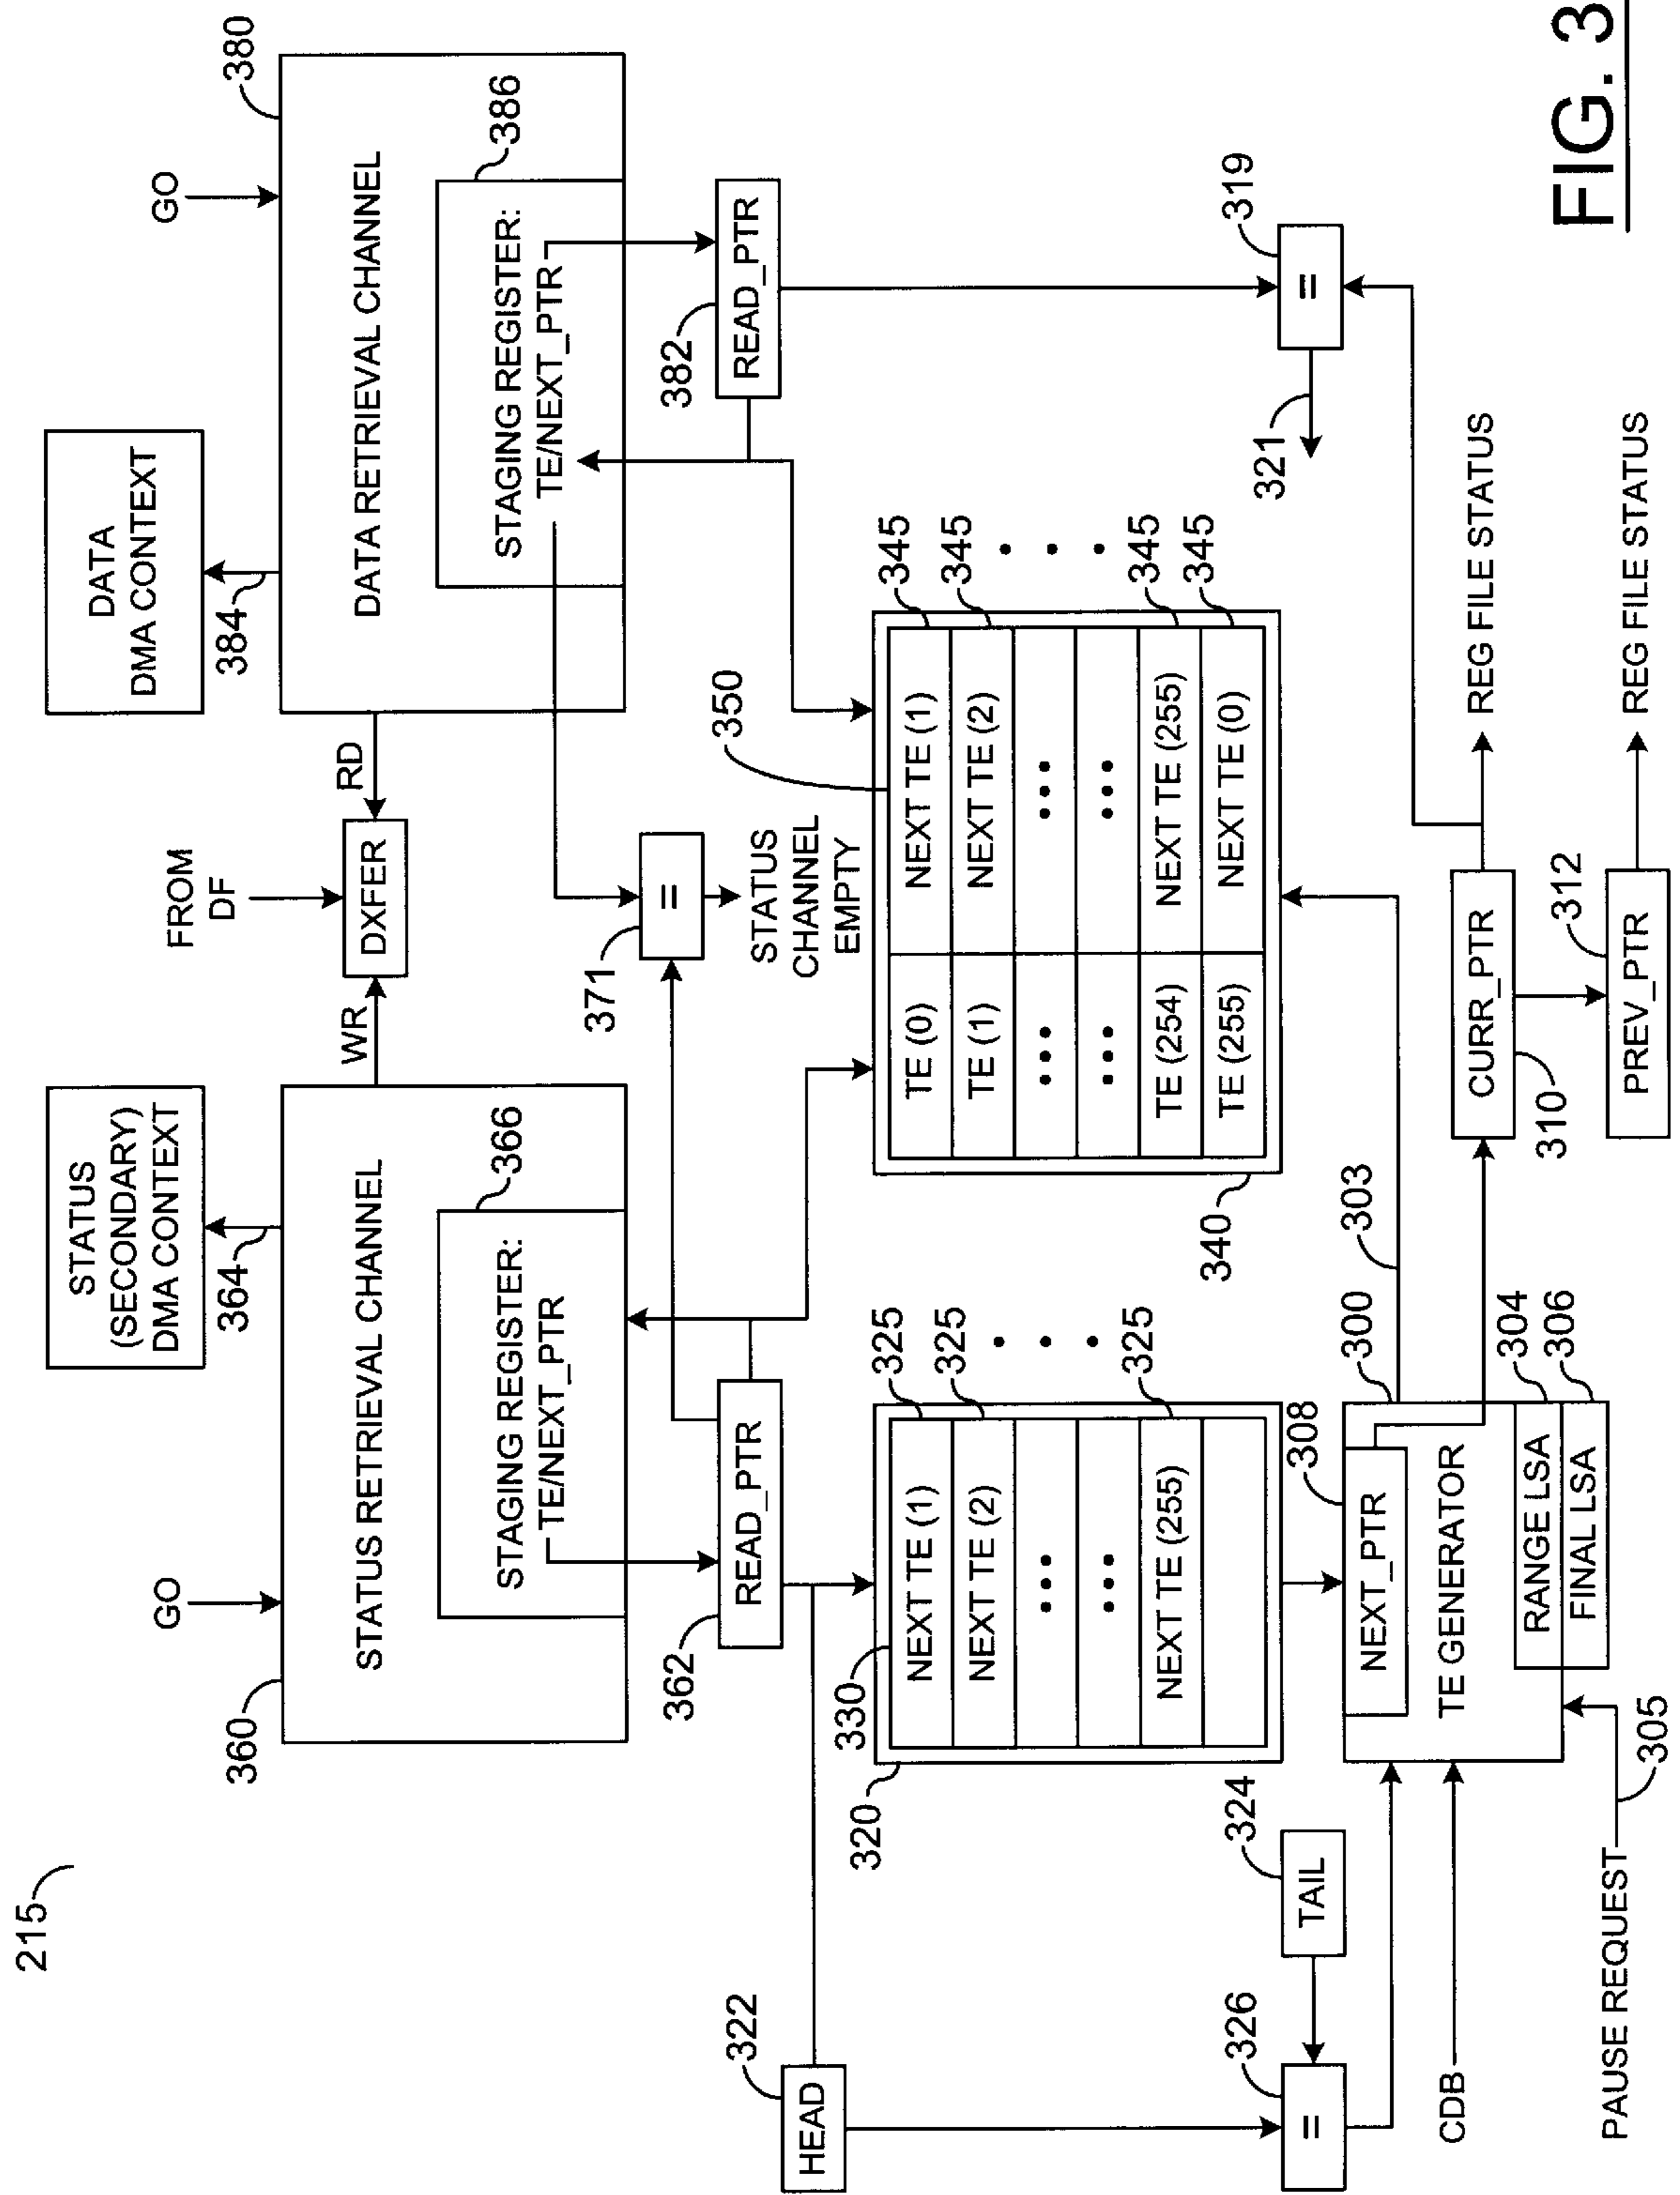 215
GO
360
STATUS RETRIEVAL CHANNEL
STATUS
(SECONDARY)
DMA CONTEXT
364
STAGING REGISTER:
TE/NEXT_PTR
366
WR
FROM
DF
DXFER
RD
DATA
DMA CONTEXT
384
GO
380
DATA RETRIEVAL CHANNEL
STAGING REGISTER:
TE/NEXT_PTR
386
362
READ_PTR
371
=
STATUS
CHANNEL
EMPTY
382
READ_PTR
322
HEAD
320
330
NEXT TE (1)
325
NEXT TE (2)
325
•••
•••
NEXT TE (255)
325
340
350
TE (0)
NEXT TE (1)
345
TE (1)
NEXT TE (2)
345
•••
•••
•••
•••
TE (254)
NEXT TE (255)
345
TE (255)
NEXT TE (0)
345
326
=
324
TAIL
319
=
321
CDB
PAUSE REQUEST
305
308
NEXT_PTR
TE GENERATOR
300
303
RANGE LSA
304
FINAL LSA
306
310
CURR_PTR
REG FILE STATUS
312
PREV_PTR
REG FILE STATUS
FIG. 3